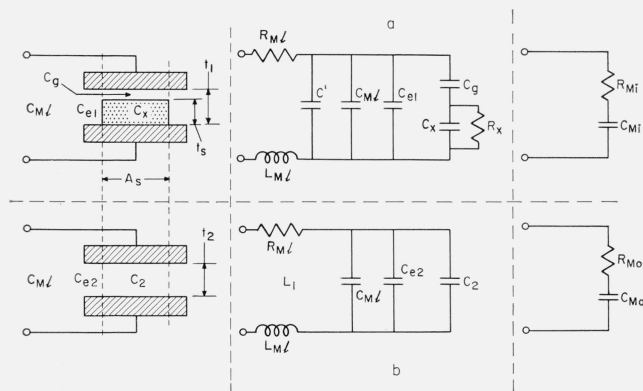 a
C_g
t_1
C_Ml
C_e1
C_x
t_s
A_s
R_Ml
C'
C_Ml
C_e1
C_g
C_x
R_x
L_Ml
R_Mi
C_Mi
t_2
C_Ml
C_e2
C_2
R_Ml
L_1
C_Ml
C_e2
C_2
L_Ml
b
R_Mo
C_Mo